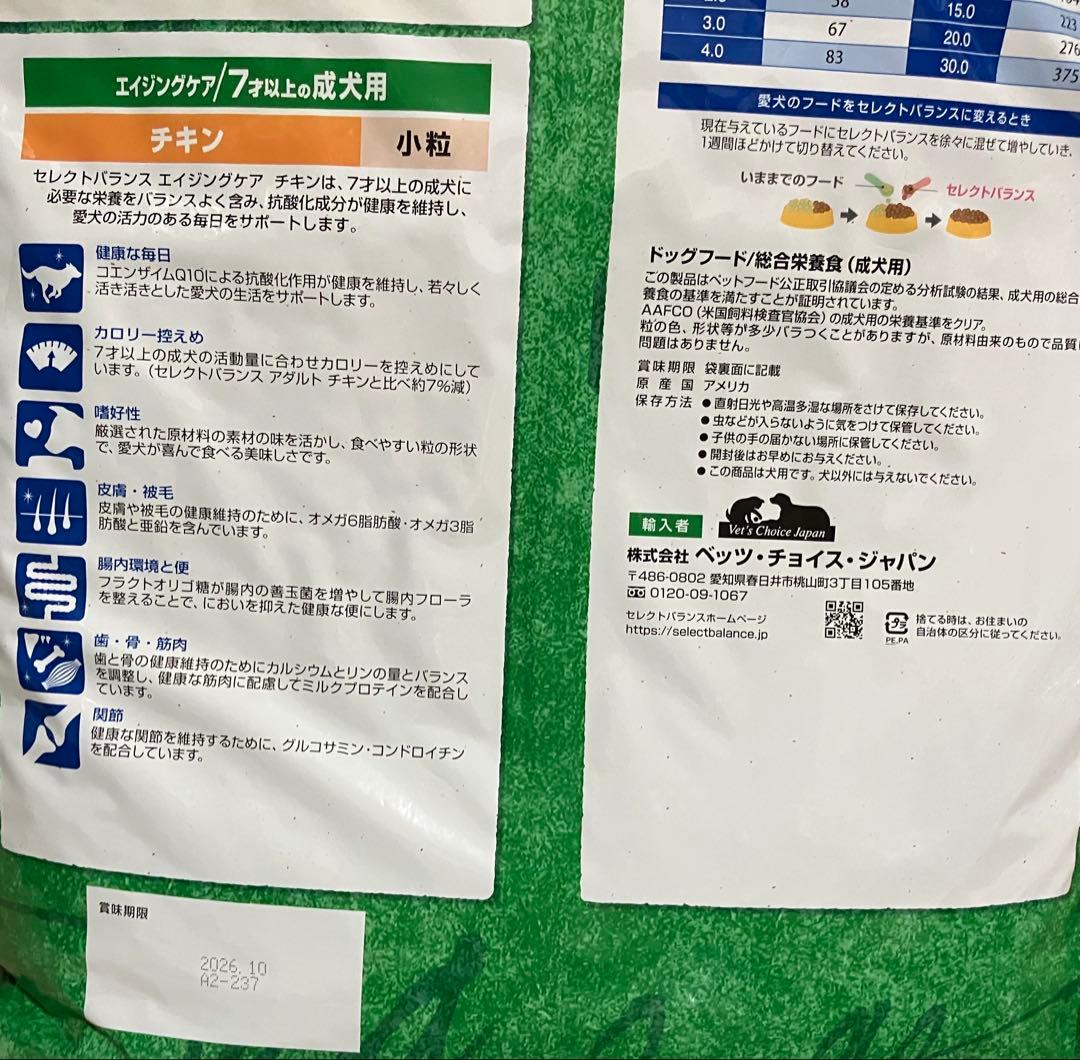 エイジングケア/7才以上の成犬用
チキン 小粒
セレクトバランス エイジングケア チキンは、7才以上の成犬に
必要な栄養をバランスよく含み、抗酸化成分が健康を維持し、
愛犬の活力のある毎日をサポートします。
健康な毎日
コエンザイムQ10による抗酸化作用が健康を維持し、若々しく
活き活きとした愛犬の生活をサポートします。
カロリー控えめ
7才以上の成犬の活動量に合わせカロリーを控えめにして
います。（セレクトバランス アダルト チキンと比べ約7%減）
嗜好性
厳選された原材料の素材の味を活かし、食べやすい粒の形状
で、愛犬が喜んで食べる美味しさです。
皮膚・被毛
皮膚や被毛の健康維持のために、オメガ6脂肪酸・オメガ3脂
肪酸と亜鉛を含んでいます。
腸内環境と便
フラクトオリゴ糖が腸内の善玉菌を増やして腸内フローラ
を整えることで、においを抑えた健康な便にします。
歯・骨・筋肉
歯と骨の健康維持のためにカルシウムとリンの量とバランス
を調整し、健康な筋肉に配慮してミルクプロテインを配合し
ています。
関節
健康な関節を維持するために、グルコサミン・コンドロイチン
を配合しています。
賞味期限
2026.10
A2-237
15.0 223
3.0 67 20.0 276
4.0 83 30.0 375
愛犬のフードをセレクトバランスに変えるとき
現在与えているフードにセレクトバランスを徐々に混ぜて増やしていき、
1週間ほどかけて切り替えてください。
いままでのフード セレクトバランス
ドッグフード/総合栄養食（成犬用）
この製品はペットフード公正取引協議会の定める分析試験の結果、成犬用の総合
養食の基準を満たすことが証明されています。
AAFCO（米国飼料検査官協会）の成犬用の栄養基準をクリア。
粒の色、形状等が多少バラつくことがありますが、原材料由来のもので品質
問題はありません。
賞味期限 袋裏面に記載
原産国 アメリカ
保存方法 ●直射日光や高温多湿な場所をさけて保存してください。
●虫などが入らないように気をつけて保管してください。
●子供の手の届かない場所に保管してください。
●開封後はお早めにお与えください。
●この商品は犬用です。犬以外には与えないでください。
輸入者 Vet's Choice Japan
株式会社 ベッツ・チョイス・ジャパン
〒486-0802 愛知県春日井市桃山町3丁目105番地
0120-09-1067
セレクトバランスホームページ
https://selectbalance.jp
プラ
PE,PA
捨てる時は、お住まいの
自治体の区分に従ってください。